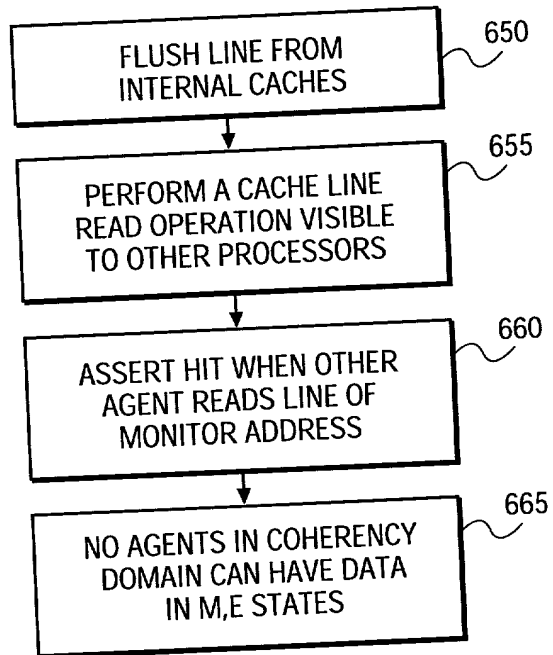 FLUSH LINE FROM
INTERNAL CACHES
650
PERFORM A CACHE LINE
READ OPERATION VISIBLE
TO OTHER PROCESSORS
655
ASSERT HIT WHEN OTHER
AGENT READS LINE OF
MONITOR ADDRESS
660
NO AGENTS IN COHERENCY
DOMAIN CAN HAVE DATA
IN M,E STATES
665